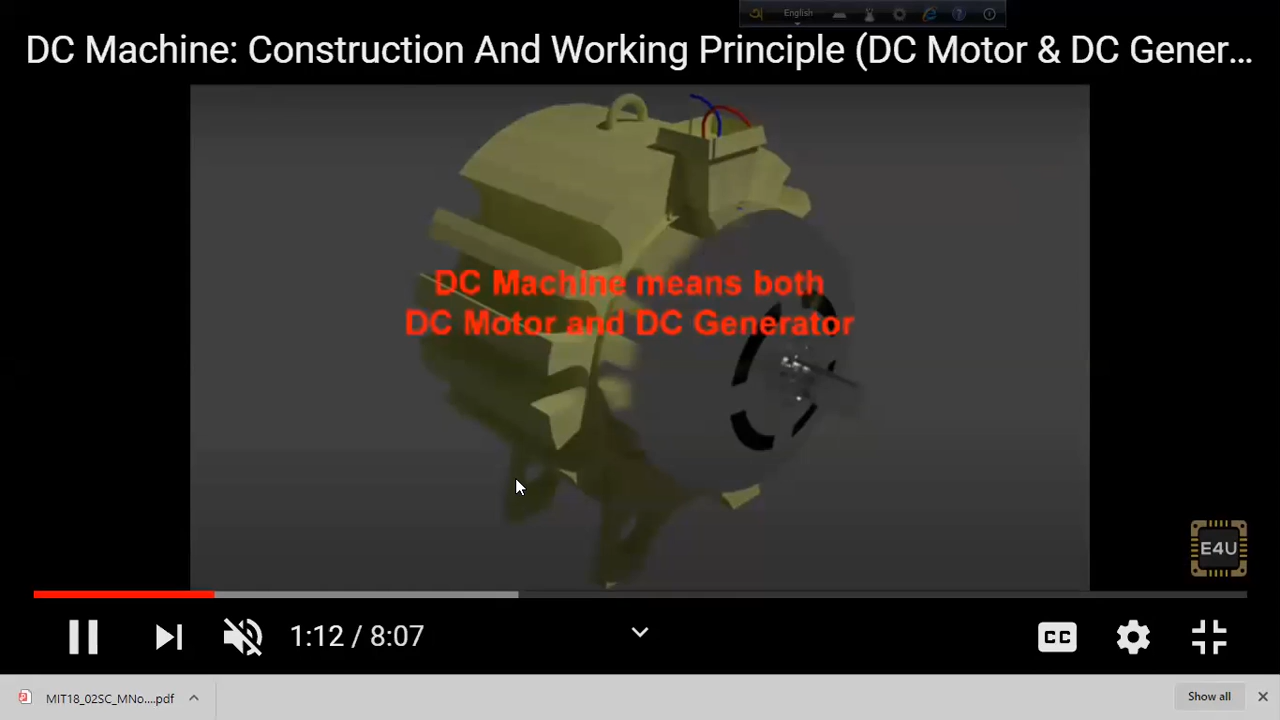 English
DC Machine: Construction And Working Principle (DC Motor & DC Gener...
DC Machine means both
DC Motor and DC Generator
E4U
1:12 / 8:07
CC
MIT18_02SC_MNo....pdf
Show all